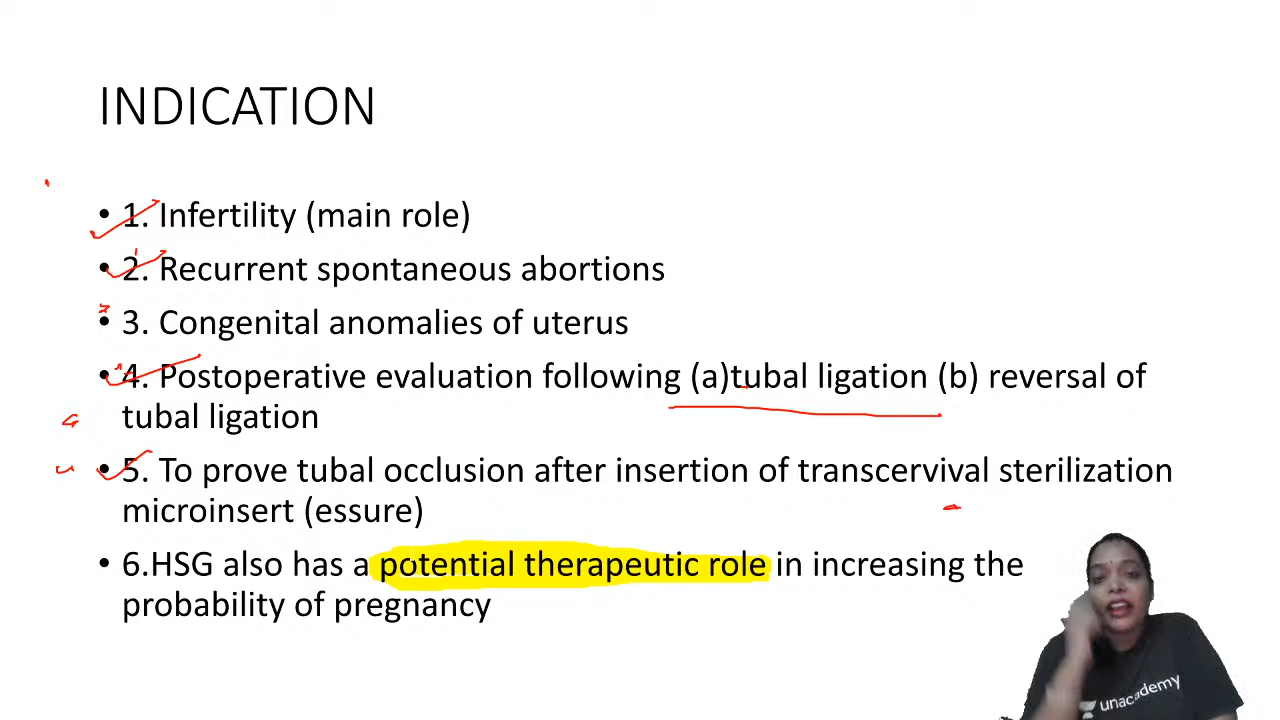 INDICATION
• 1. Infertility (main role)
• 2. Recurrent spontaneous abortions
• 3. Congenital anomalies of uterus
• 4. Postoperative evaluation following (a)tubal ligation (b) reversal of
tubal ligation
• 5. To prove tubal occlusion after insertion of transcervival sterilization
microinsert (essure)
• 6.HSG also has a potential therapeutic role in increasing the
probability of pregnancy
unacademy